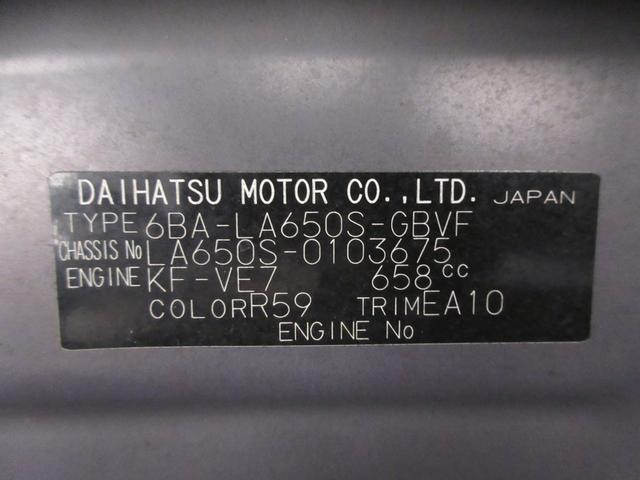 DAIHATSU MOTOR CO.,LTD. JAPAN
TYPE 6BA-LA650S-GBVF
CHASSIS No LA650S-0103675
ENGINE KF-VE7 658cc
COLOR R59 TRIM EA10
ENGINE No